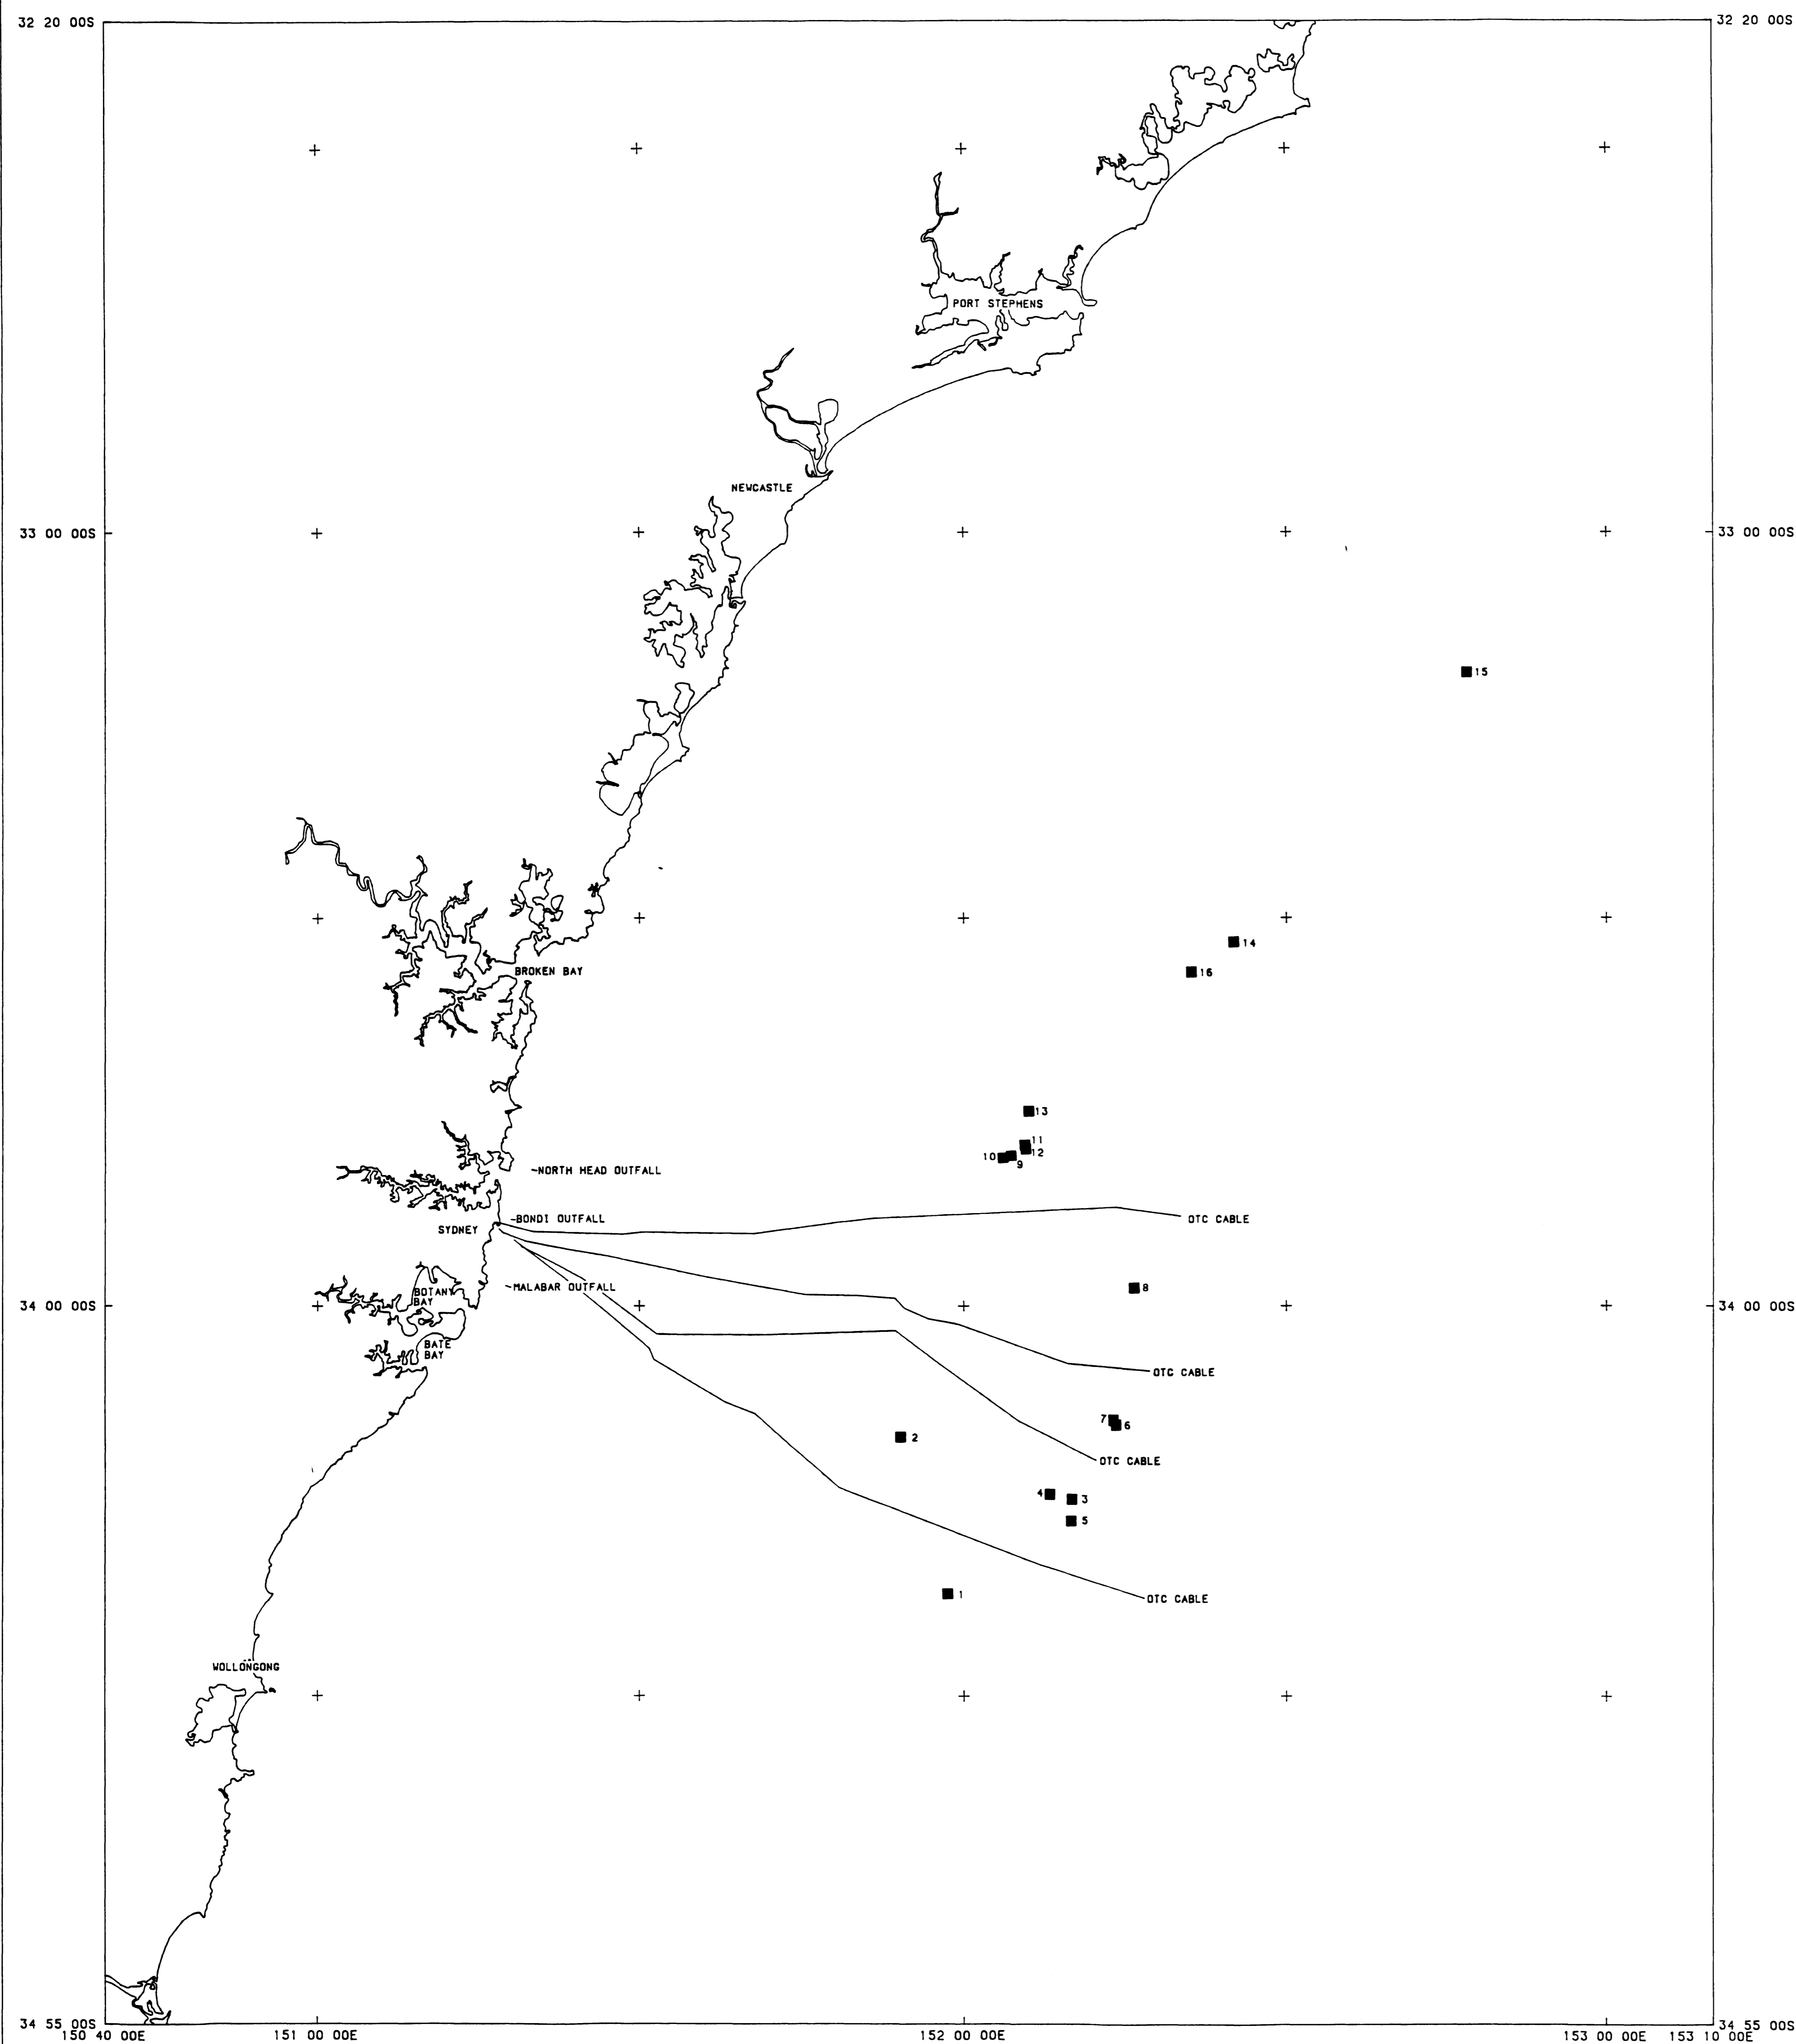 32 20 00S
32 20 00S
PORT STEPHENS
NEWCASTLE
33 00 00S
33 00 00S
15
14
16
BROKEN BAY
13
11
12
10
9
NORTH HEAD OUTFALL
BONDI OUTFALL
OTC CABLE
SYDNEY
MALABAR OUTFALL
8
BOTANY
BAY
34 00 00S
34 00 00S
BATE
BAY
OTC CABLE
7
6
2
OTC CABLE
4
3
5
1
OTC CABLE
WOLLONGONG
34 55 00S
34 55 00S
150 40 00E
151 00 00E
152 00 00E
153 00 00E
153 10 00E